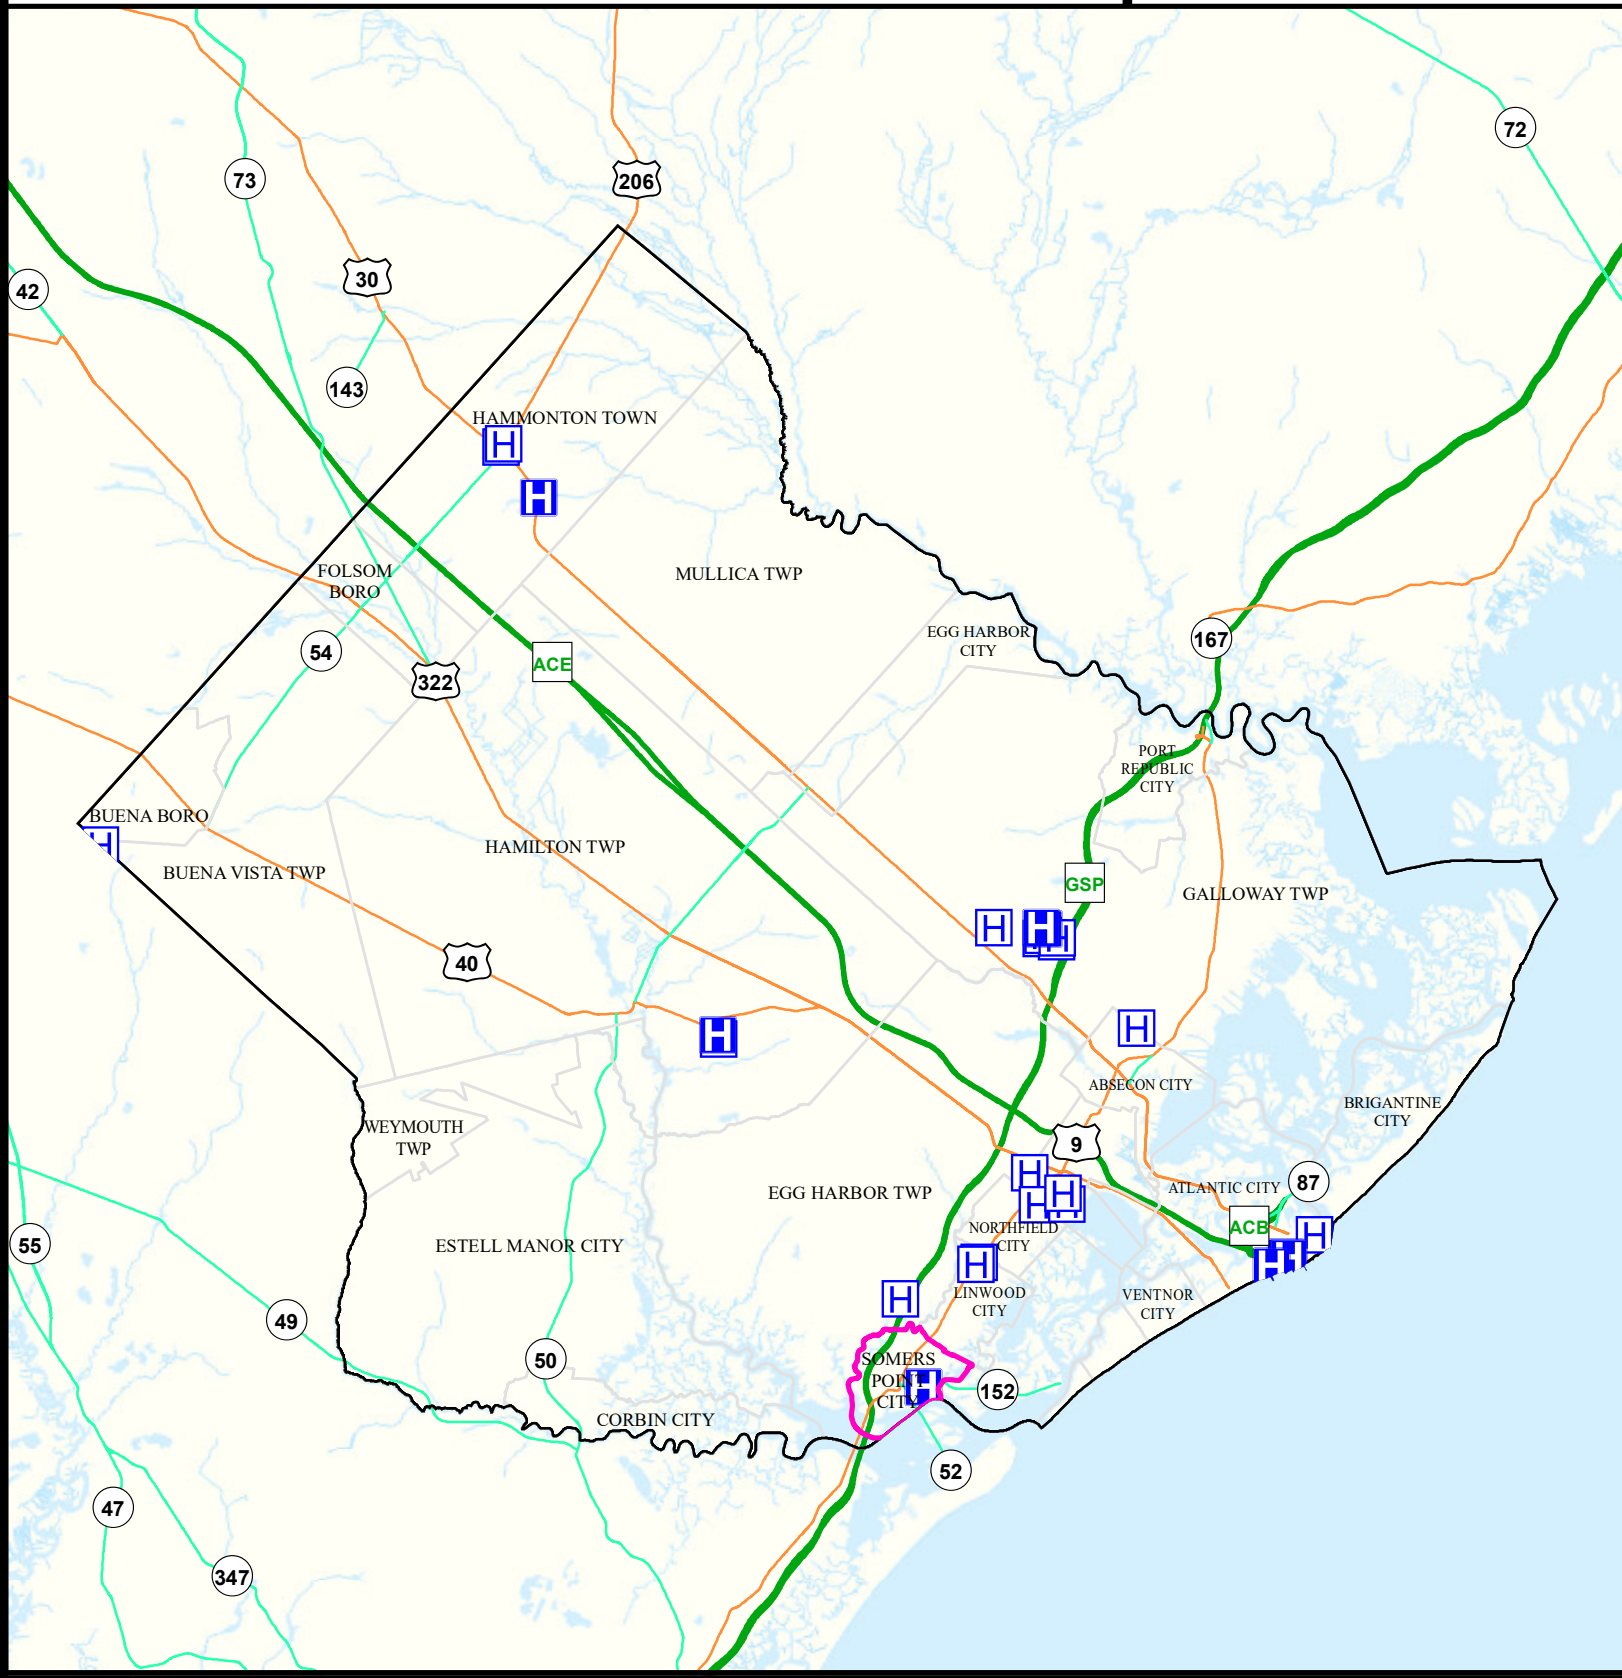 72
73
206
30
42
143
HAMMONTON TOWN
H
H
FOLSOM
BORO
MULLICA TWP
EGG HARBOR
CITY
167
54
ACE
322
PORT
REPUBLIC
CITY
BUENA BORO
H
HAMILTON TWP
BUENA VISTA TWP
GSP
GALLOWAY TWP
H
H
H
40
H
H
ABSECON CITY
BRIGANTINE
CITY
WEYMOUTH
TWP
9
H
EGG HARBOR TWP
ATLANTIC CITY
87
H
H
NORTHFIELD
CITY
ACB
H
55
ESTELL MANOR CITY
H
H
H
LINWOOD
CITY
VENTNOR
CITY
H
49
50
SOMERS
POINT
CITY
H
152
CORBIN CITY
52
47
347